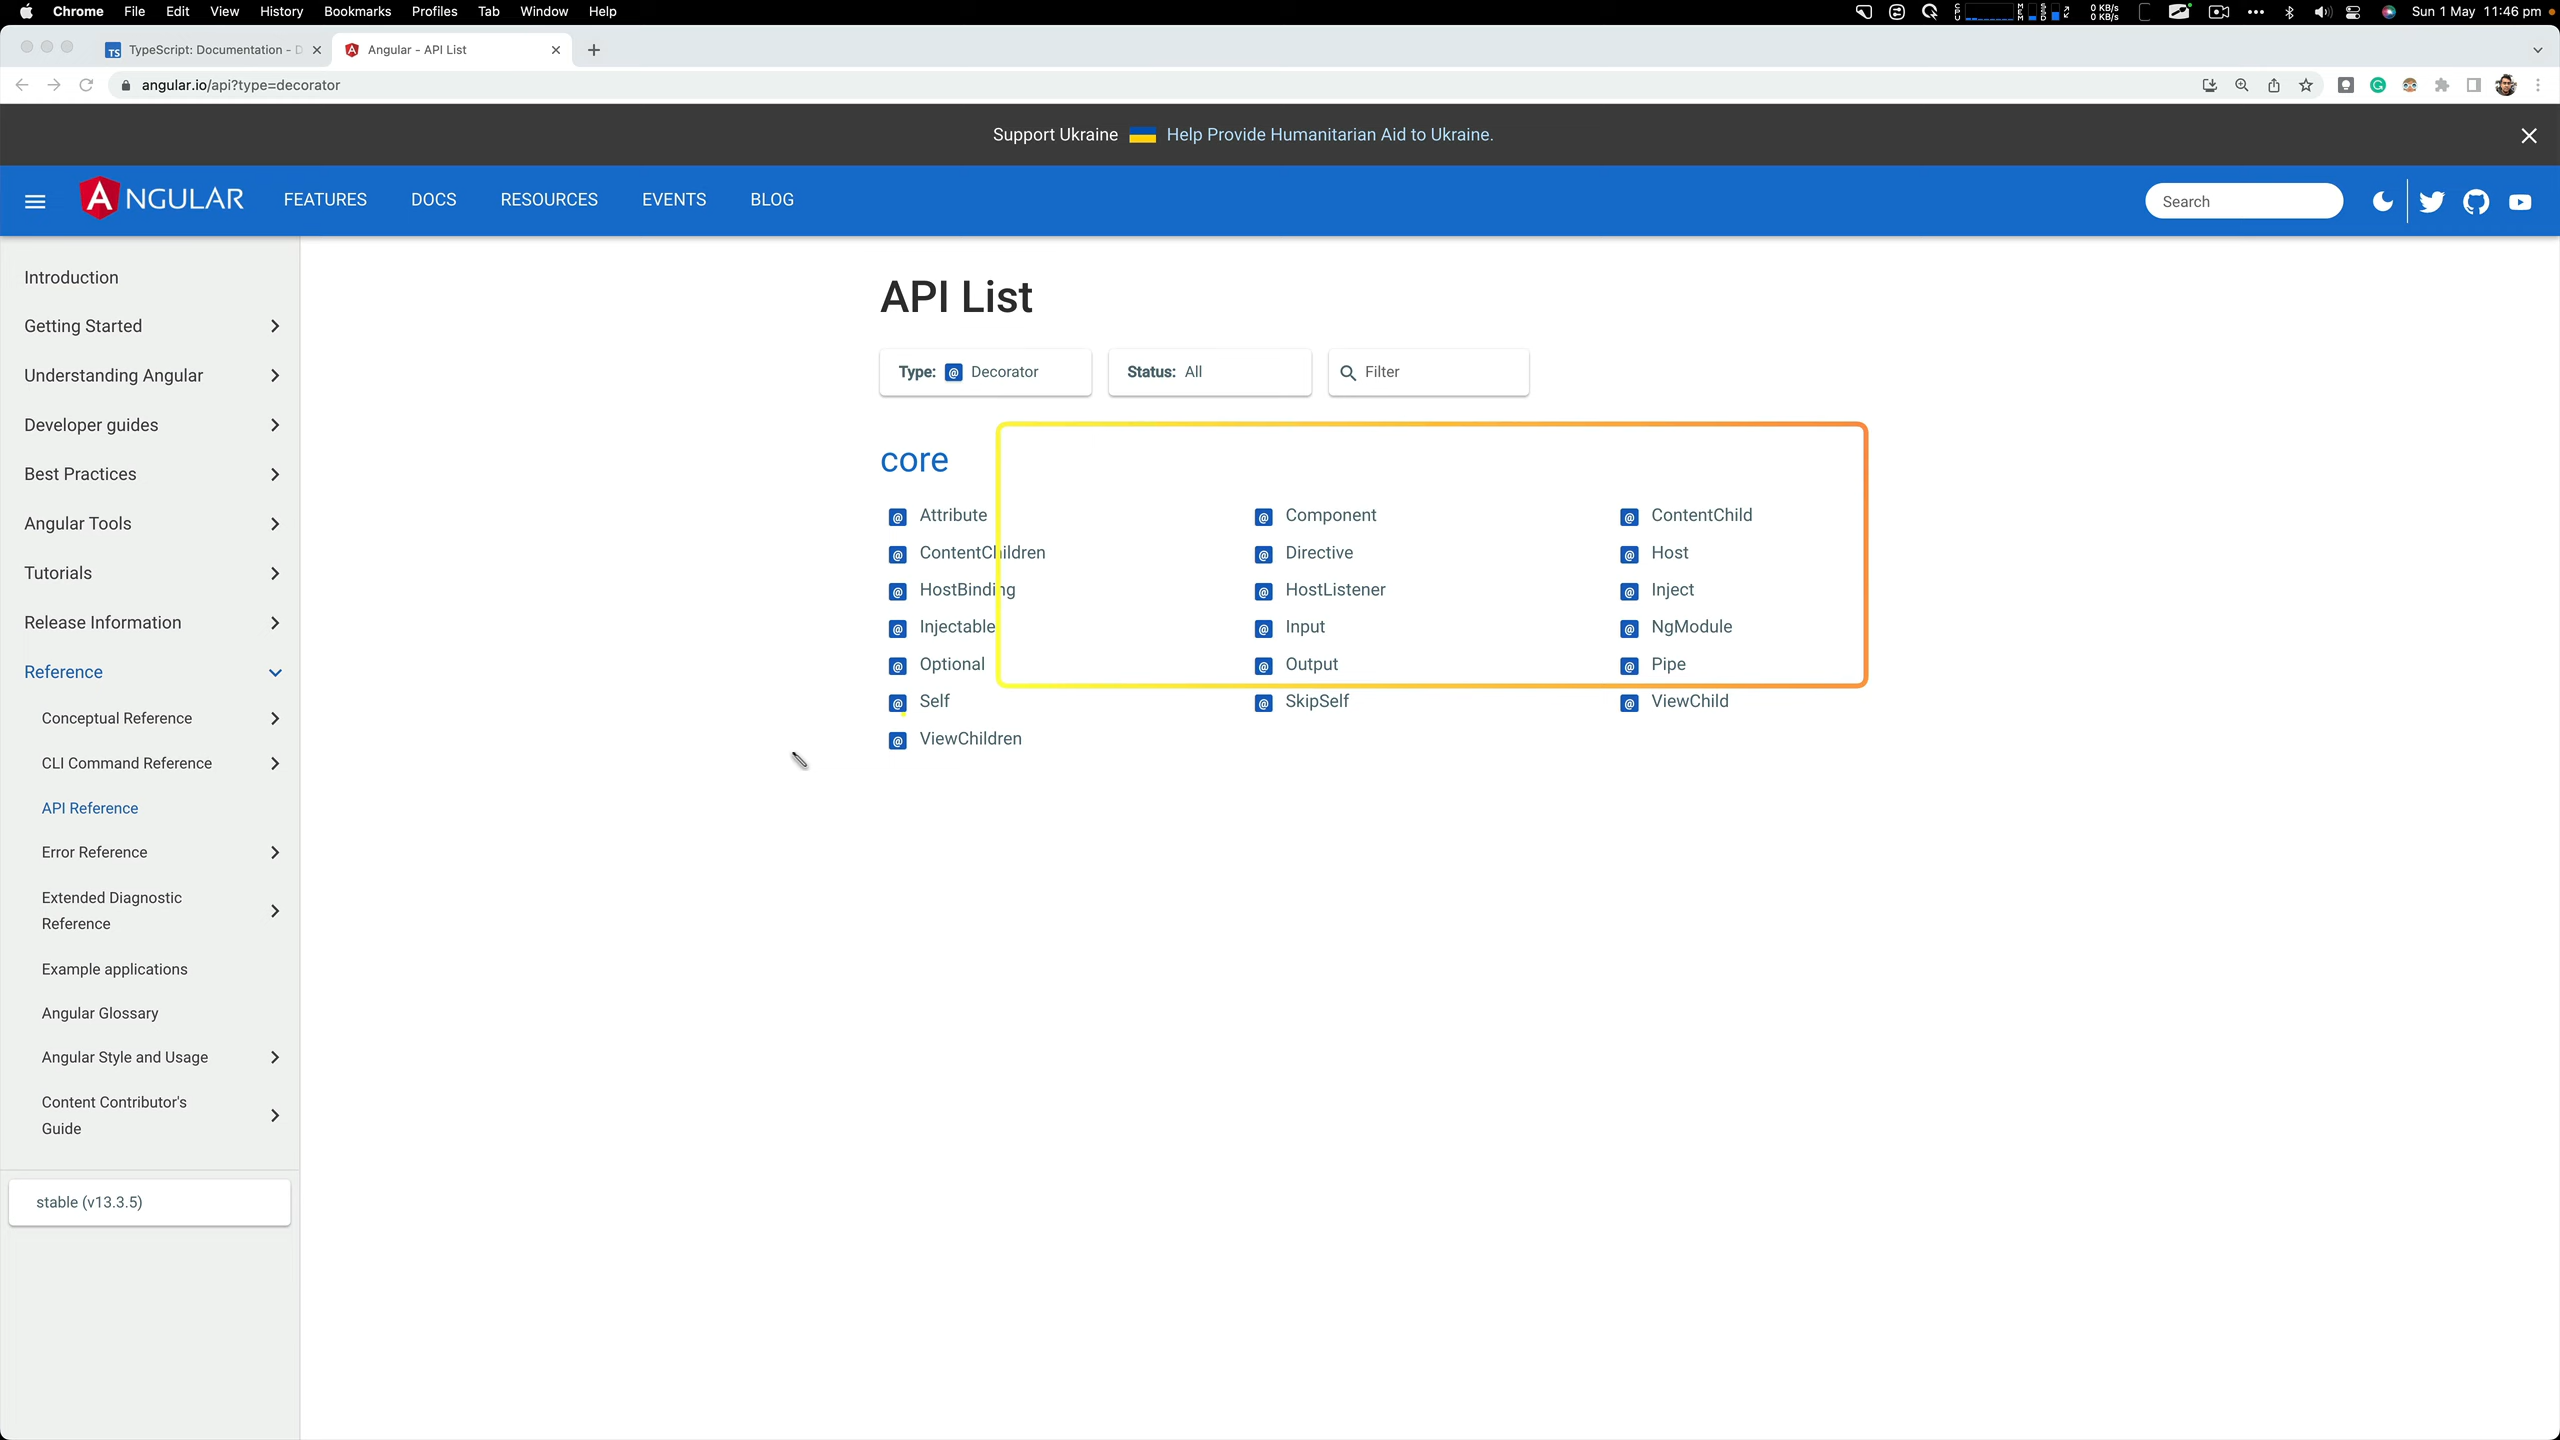 Chrome File Edit View History Bookmarks Profiles Tab Window Help
0 KB/s
0 KB/s
Sun 1 May 11:46 pm
TypeScript: Documentation - D
Angular - API List
angular.io/api?type=decorator
Support Ukraine Help Provide Humanitarian Aid to Ukraine.
ANGULAR FEATURES DOCS RESOURCES EVENTS BLOG Search
Introduction
Getting Started
Understanding Angular
Developer guides
Best Practices
Angular Tools
Tutorials
Release Information
Reference
Conceptual Reference
CLI Command Reference
API Reference
Error Reference
Extended Diagnostic
Reference
Example applications
Angular Glossary
Angular Style and Usage
Content Contributor's
Guide
stable (v13.3.5)
API List
Type: @ Decorator Status: All Filter
core
@ Attribute @ Component @ ContentChild
@ ContentChildren @ Directive @ Host
@ HostBinding @ HostListener @ Inject
@ Injectable @ Input @ NgModule
@ Optional @ Output @ Pipe
@ Self @ SkipSelf @ ViewChild
@ ViewChildren